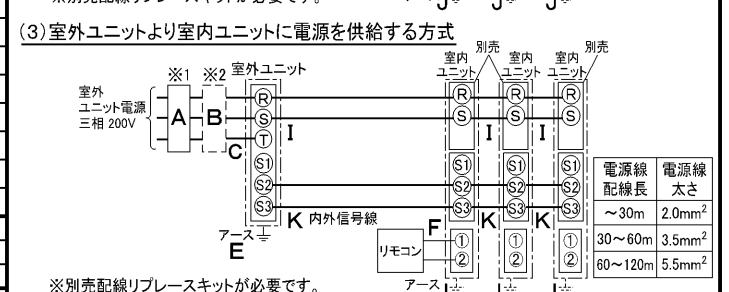 (3)室外ユニットより室内ユニットに電源を供給する方式
※1 ※2 室外ユニット
室内ユニット 別売 室内ユニット 室内ユニット 別売
室外
ユニット電源
三相 200V
A B C
R
S
T
S1
S2
S3
I
K 内外信号線
アース
E
R R R
S S S
I I
S1 S1 S1
S2 S2 S2
S3 S3 S3
K K
F
リモコン
① ① ①
② ② ②
アース
電源線配線長 電源線太さ
~30m 2.0mm²
30~60m 3.5mm²
60~120m 5.5mm²
※別売配線リプレースキットが必要です。